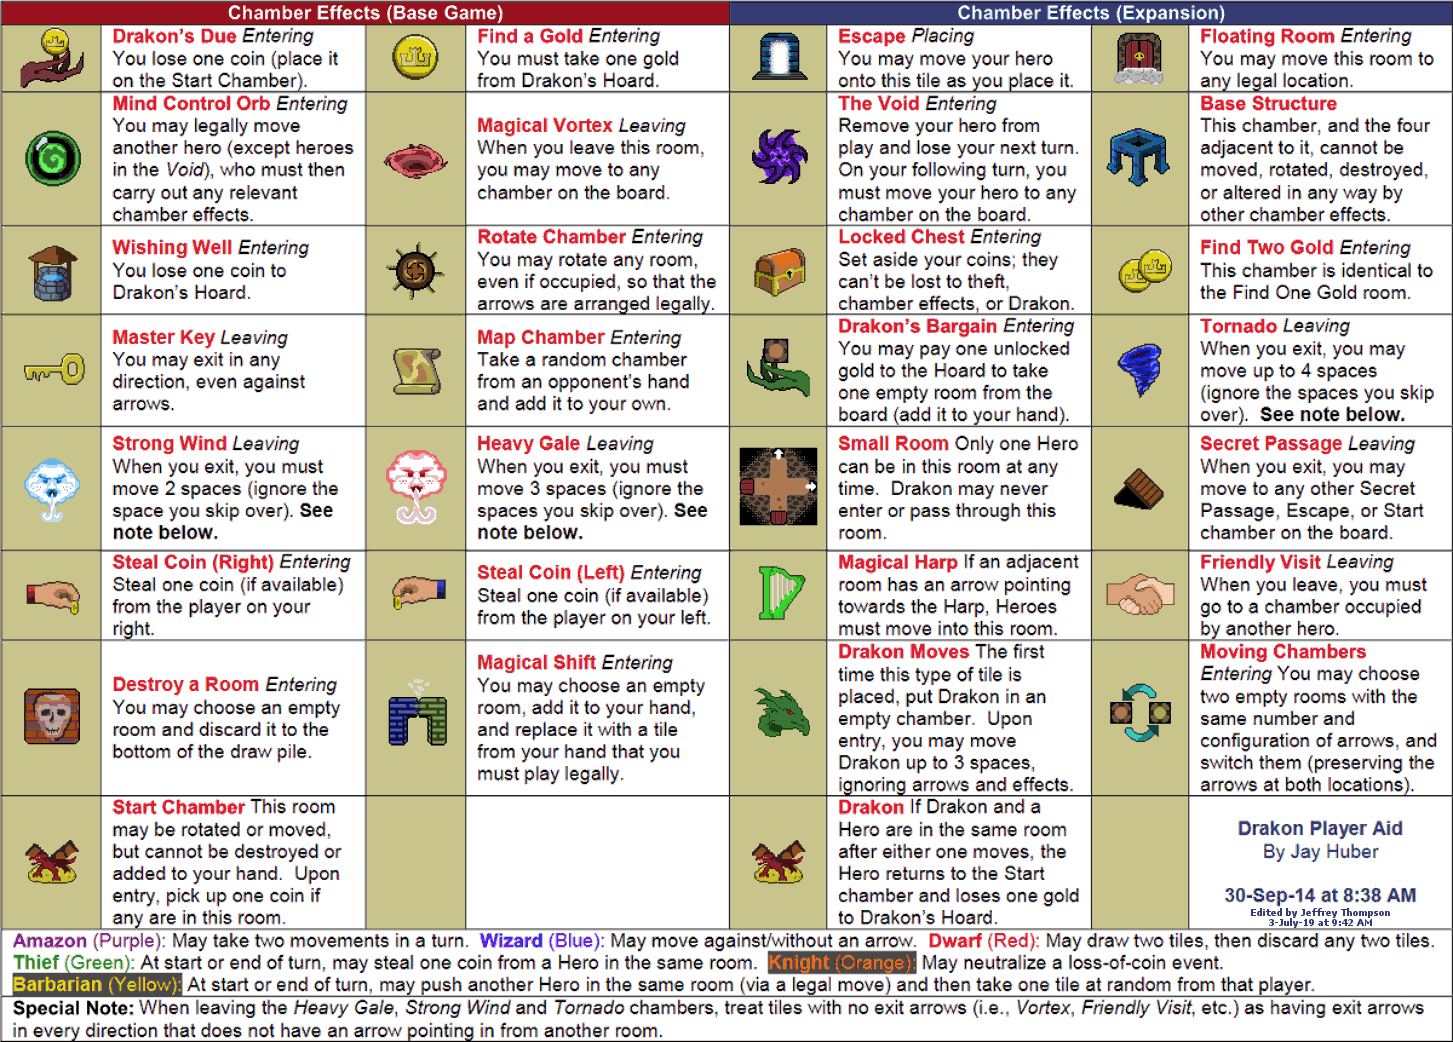 Chamber Effects (Base Game)
Chamber Effects (Expansion)
Drakon's Due Entering
You lose one coin (place it
on the Start Chamber).
Find a Gold Entering
You must take one gold
from Drakon's Hoard.
Escape Placing
You may move your hero
onto this tile as you place it.
Floating Room Entering
You may move this room to
any legal location.
Mind Control Orb Entering
You may legally move
another hero (except heroes
in the Void), who must then
carry out any relevant
chamber effects.
Magical Vortex Leaving
When you leave this room,
you may move to any
chamber on the board.
The Void Entering
Remove your hero from
play and lose your next turn.
On your following turn, you
must move your hero to any
chamber on the board.
Base Structure
This chamber, and the four
adjacent to it, cannot be
moved, rotated, destroyed,
or altered in any way by
other chamber effects.
Wishing Well Entering
You lose one coin to
Drakon's Hoard.
Rotate Chamber Entering
You may rotate any room,
even if occupied, so that the
arrows are arranged legally.
Locked Chest Entering
Set aside your coins; they
can't be lost to theft,
chamber effects, or Drakon.
Find Two Gold Entering
This chamber is identical to
the Find One Gold room.
Master Key Leaving
You may exit in any
direction, even against
arrows.
Map Chamber Entering
Take a random chamber
from an opponent's hand
and add it to your own.
Drakon's Bargain Entering
You may pay one unlocked
gold to the Hoard to take
one empty room from the
board (add it to your hand).
Tornado Leaving
When you exit, you may
move up to 4 spaces
(ignore the spaces you skip
over). See note below.
Strong Wind Leaving
When you exit, you must
move 2 spaces (ignore the
space you skip over). See
note below.
Heavy Gale Leaving
When you exit, you must
move 3 spaces (ignore the
spaces you skip over). See
note below.
Small Room Only one Hero
can be in this room at any
time. Drakon may never
enter or pass through this
room.
Secret Passage Leaving
When you exit, you may
move to any other Secret
Passage, Escape, or Start
chamber on the board.
Steal Coin (Right) Entering
Steal one coin (if available)
from the player on your
right.
Steal Coin (Left) Entering
Steal one coin (if available)
from the player on your left.
Magical Harp If an adjacent
room has an arrow pointing
towards the Harp, Heroes
must move into this room.
Friendly Visit Leaving
When you leave, you must
go to a chamber occupied
by another hero.
Destroy a Room Entering
You may choose an empty
room and discard it to the
bottom of the draw pile.
Magical Shift Entering
You may choose an empty
room, add it to your hand,
and replace it with a tile
from your hand that you
must play legally.
Drakon Moves The first
time this type of tile is
placed, put Drakon in an
empty chamber. Upon
entry, you may move
Drakon up to 3 spaces,
ignoring arrows and effects.
Moving Chambers
Entering You may choose
two empty rooms with the
same number and
configuration of arrows, and
switch them (preserving the
arrows at both locations).
Start Chamber This room
may be rotated or moved,
but cannot be destroyed or
added to your hand. Upon
entry, pick up one coin if
any are in this room.
Drakon If Drakon and a
Hero are in the same room
after either one moves, the
Hero returns to the Start
chamber and loses one gold
to Drakon's Hoard.
Drakon Player Aid
By Jay Huber
30-Sep-14 at 8:38 AM
Edited by Jeffrey Thompson
3-July-19 at 9:42 AM
Amazon (Purple): May take two movements in a turn. Wizard (Blue): May move against/without an arrow. Dwarf (Red): May draw two tiles, then discard any two tiles.
Thief (Green): At start or end of turn, may steal one coin from a Hero in the same room. Knight (Orange): May neutralize a loss-of-coin event.
Barbarian (Yellow): At start or end of turn, may push another Hero in the same room (via a legal move) and then take one tile at random from that player.
Special Note: When leaving the Heavy Gale, Strong Wind and Tornado chambers, treat tiles with no exit arrows (i.e., Vortex, Friendly Visit, etc.) as having exit arrows
in every direction that does not have an arrow pointing in from another room.